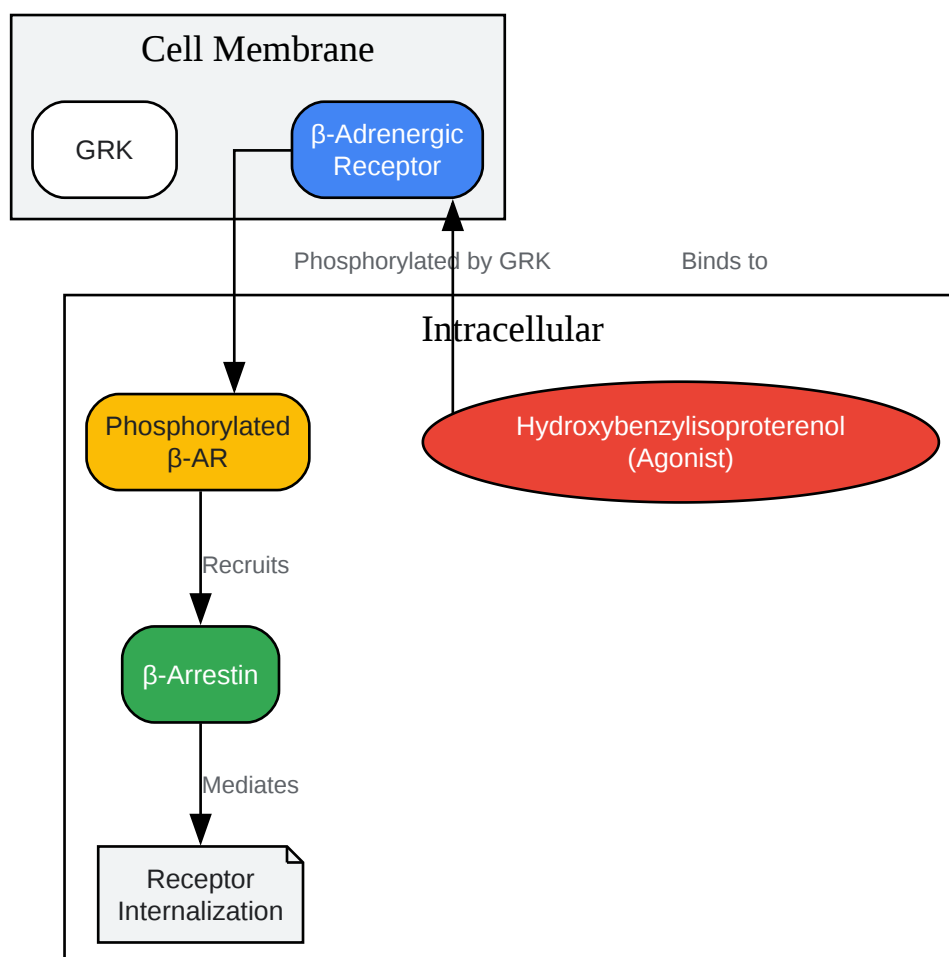 Cell Membrane
GRK
β-Adrenergic
Receptor
Phosphorylated by GRK
Binds to
Intracellular
Phosphorylated
β-AR
Hydroxybenzylisoproterenol
(Agonist)
Recruits
β-Arrestin
Mediates
Receptor
Internalization